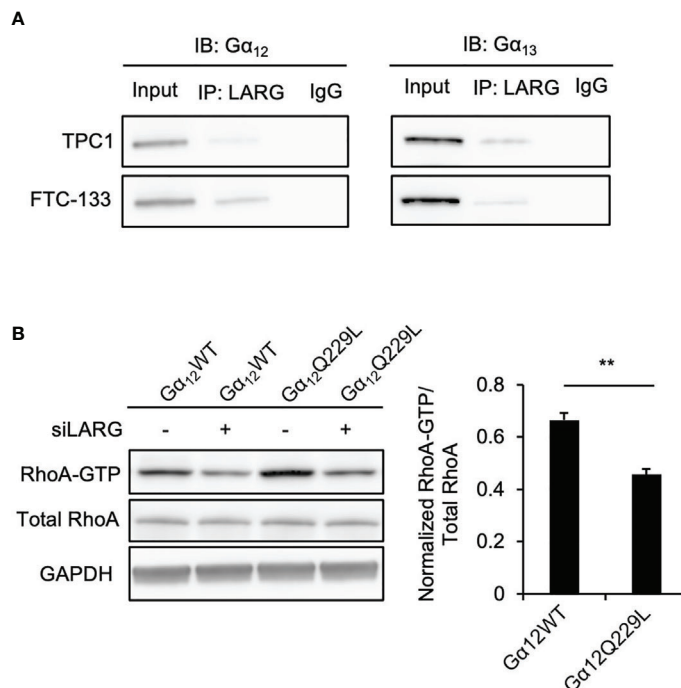 A
IB: Gα₁₂
IB: Gα₁₃
Input IP: LARG IgG
Input IP: LARG IgG
TPC1
FTC-133
B
Gα₁₂WT Gα₁₂WT Gα₁₂Q229L Gα₁₂Q229L
siLARG - + - +
RhoA-GTP
Total RhoA
GAPDH
Normalized RhoA-GTP/
Total RhoA
**
0.8
0.6
0.4
0.2
0
Gα12WT
Gα12Q229L